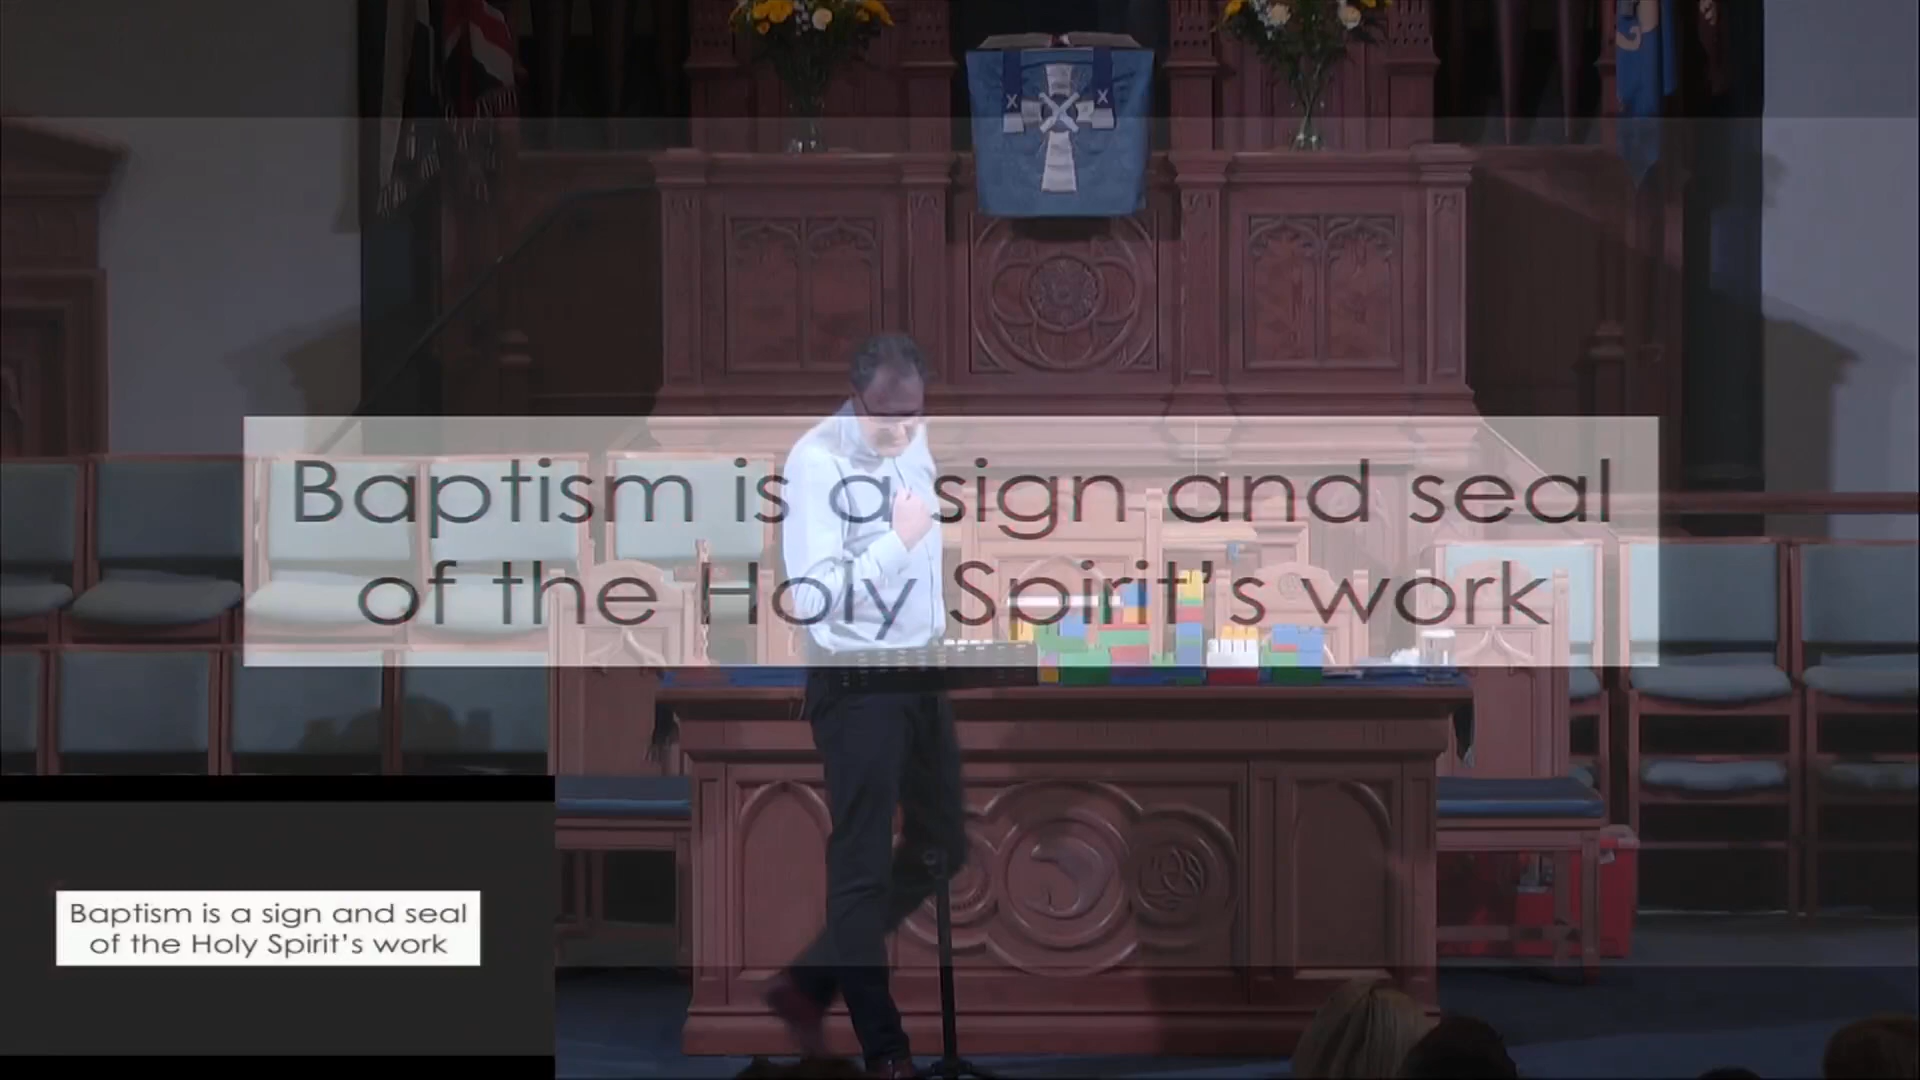 Baptism is a sign and seal
of the Holy Spirit's work
Baptism is a sign and seal
of the Holy Spirit's work